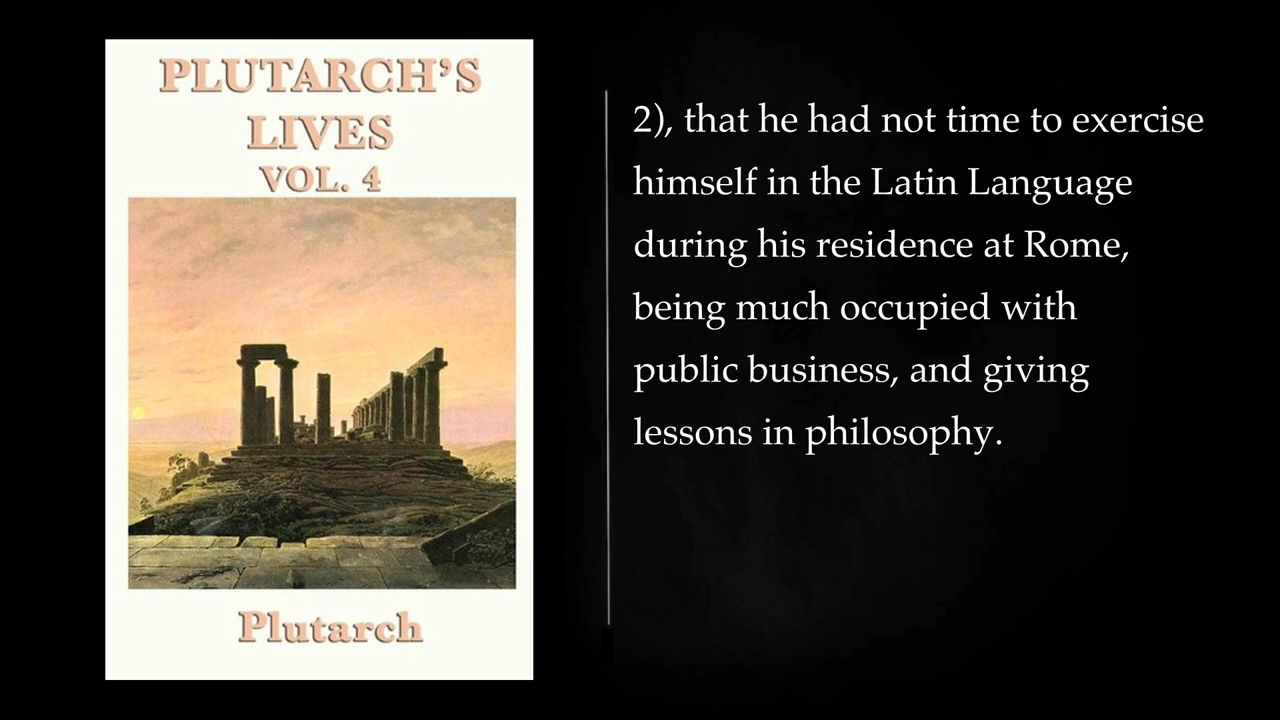 PLUTARCH'S
LIVES
VOL. 4
Plutarch
2), that he had not time to exercise
himself in the Latin Language
during his residence at Rome,
being much occupied with
public business, and giving
lessons in philosophy.